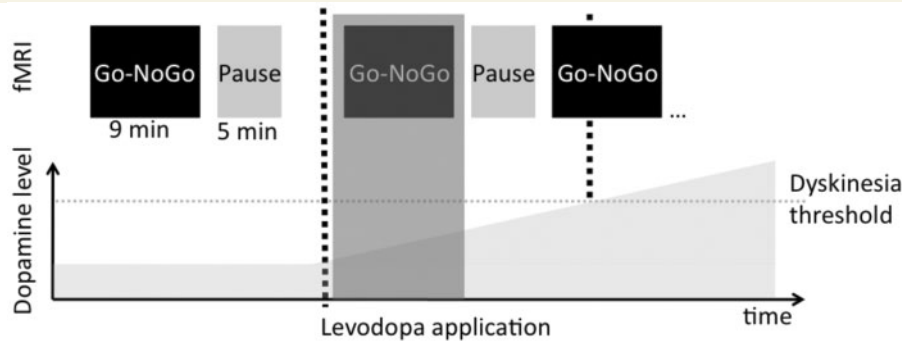 fMRI
Go-NoGo
Pause
Go-NoGo
Pause
Go-NoGo
9 min
5 min
...
Dopamine level
Dyskinesia
threshold
time
Levodopa application